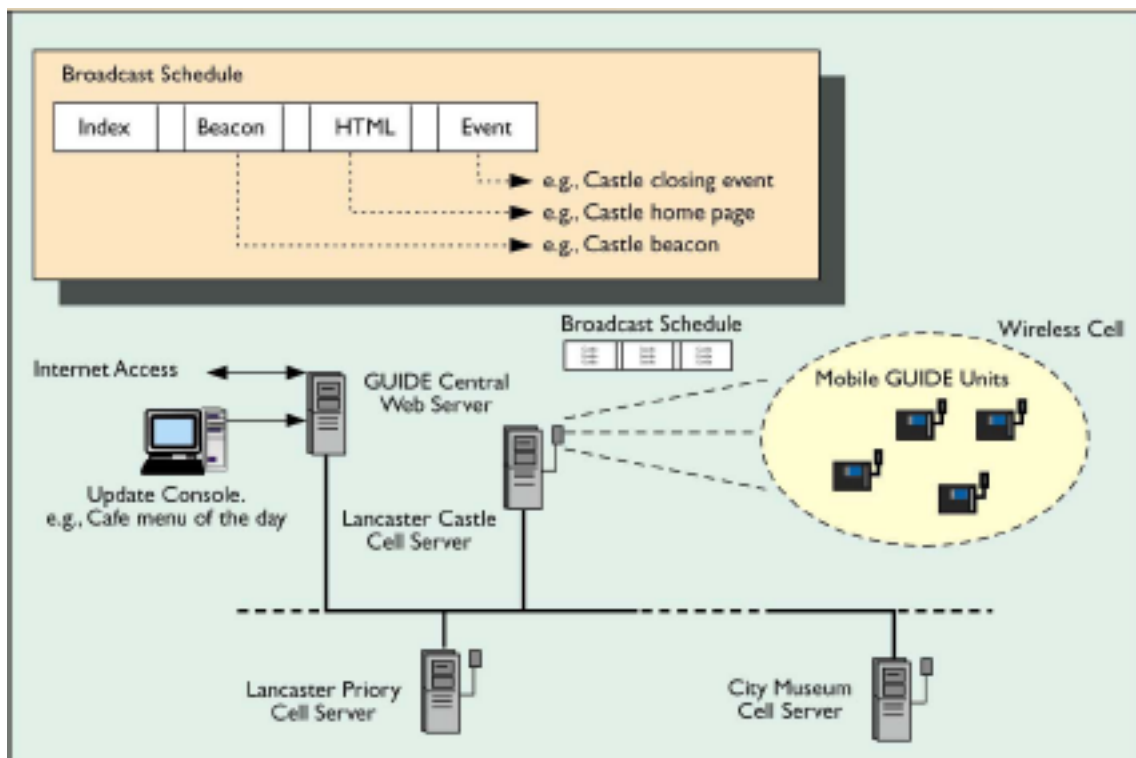 Broadcast Schedule
Index
Beacon
HTML
Event
e.g., Castle closing event
e.g., Castle home page
e.g., Castle beacon
Broadcast Schedule
Wireless Cell
Internet Access
GUIDE Central
Web Server
Mobile GUIDE Units
Update Console.
e.g., Cafe menu of the day
Lancaster Castle
Cell Server
Lancaster Priory
Cell Server
City Museum
Cell Server